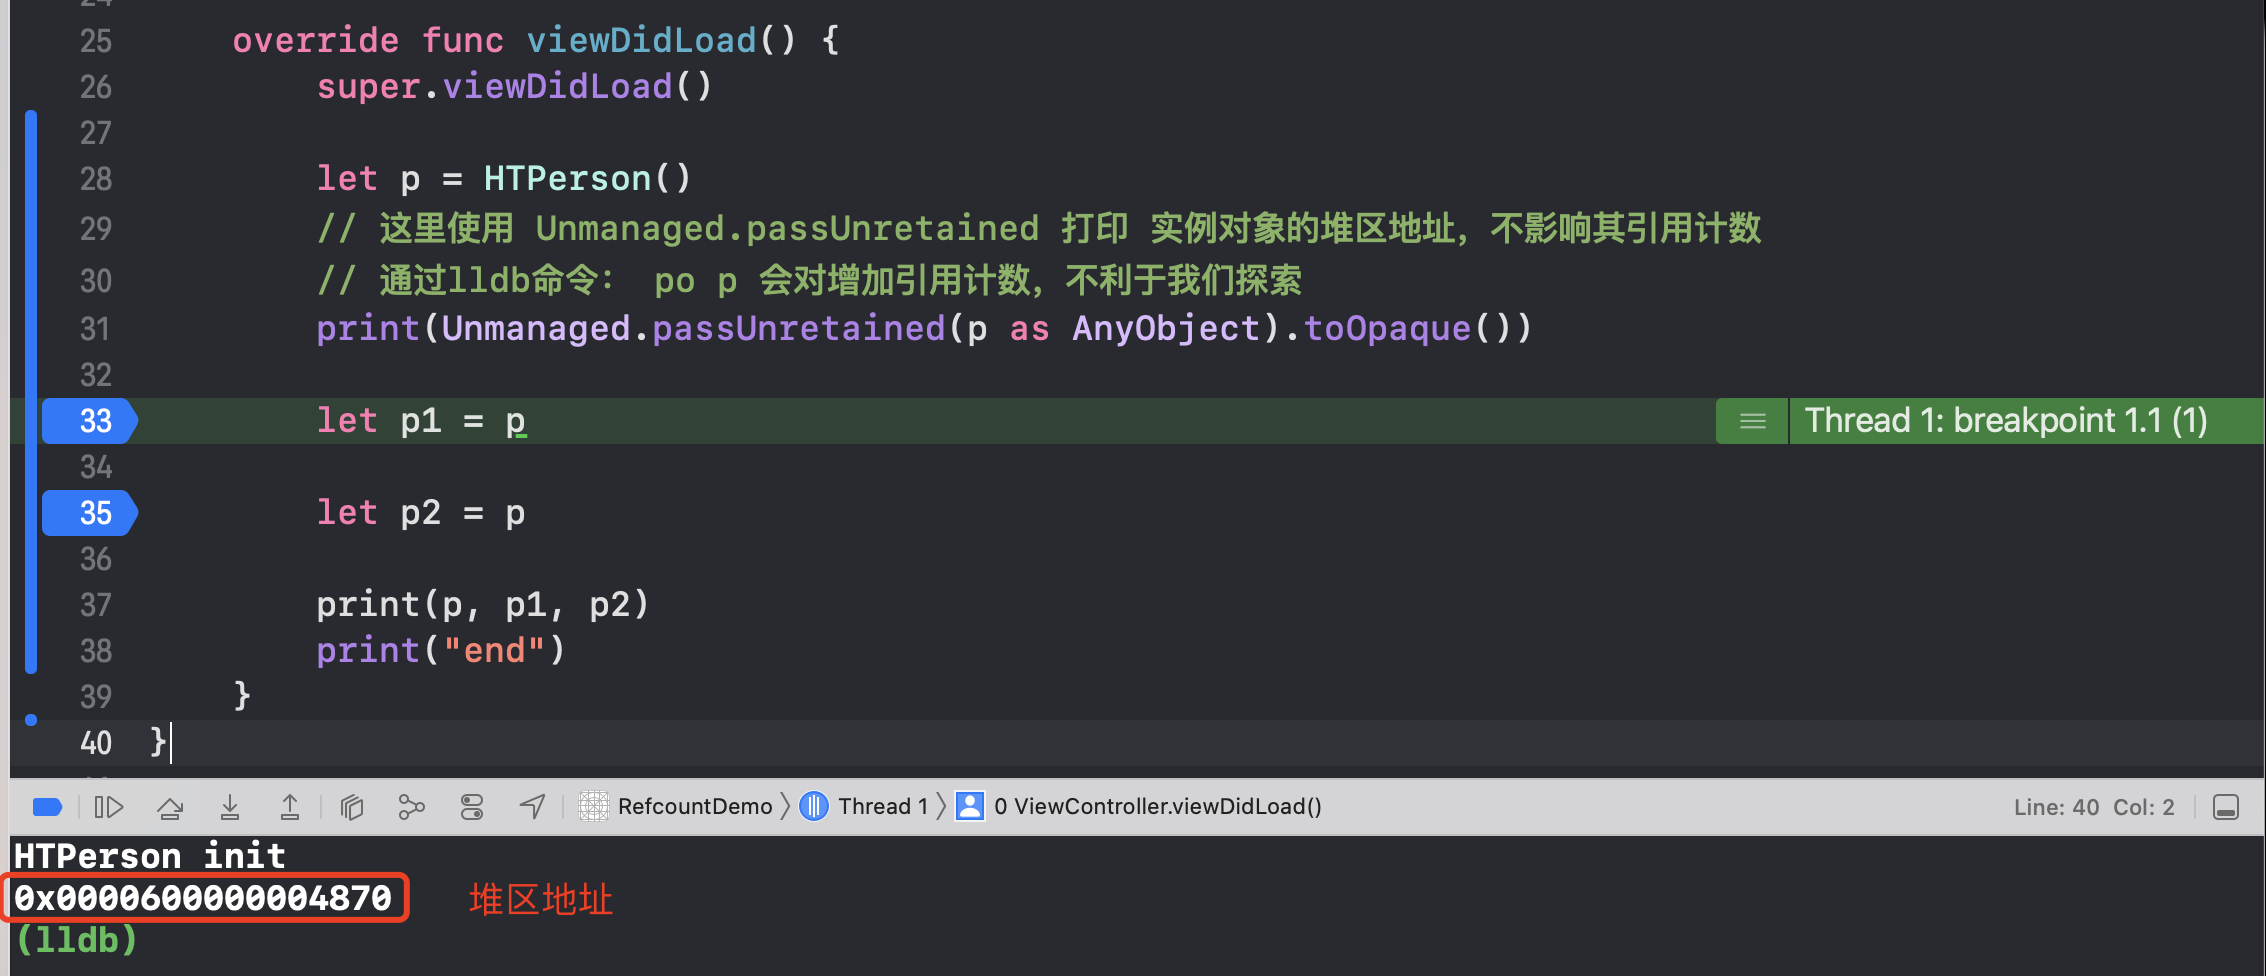 24
25 override func viewDidLoad() {
26 super.viewDidLoad()
27
28 let p = HTPerson()
29 // 这里使用 Unmanaged.passUnretained 打印 实例对象的堆区地址，不影响其引用计数
30 // 通过lldb命令： po p 会对增加引用计数，不利于我们探索
31 print(Unmanaged.passUnretained(p as AnyObject).toOpaque())
32
33 let p1 = p Thread 1: breakpoint 1.1 (1)
34
35 let p2 = p
36
37 print(p, p1, p2)
38 print("end")
39 }
40 }
RefcountDemo Thread 1 0 ViewController.viewDidLoad() Line: 40 Col: 2
HTPerson init
0x0000600000004870 堆区地址
(lldb)